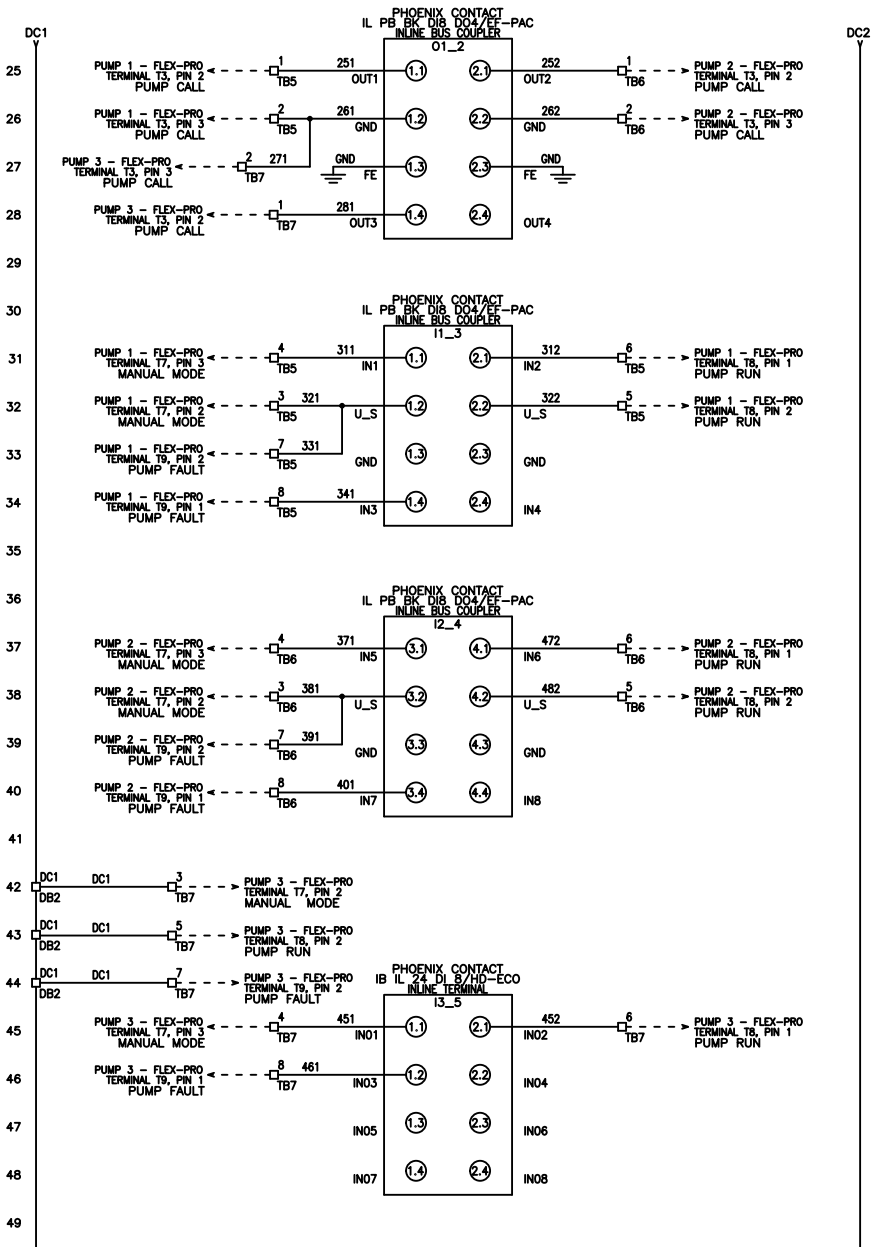 PHOENIX CONTACT
IL PB BK DI8 DO4/EF-PAC
INLINE BUS COUPLER
DC1
DC2
O1_2
25
PUMP 1 - FLEX-PRO
TERMINAL T3, PIN 2
PUMP CALL
1
TB5
251
OUT1
1.1
2.1
252
OUT2
1
TB6
PUMP 2 - FLEX-PRO
TERMINAL T3, PIN 2
PUMP CALL
26
PUMP 1 - FLEX-PRO
TERMINAL T3, PIN 3
PUMP CALL
2
TB5
261
GND
1.2
2.2
262
GND
2
TB6
PUMP 2 - FLEX-PRO
TERMINAL T3, PIN 3
PUMP CALL
27
PUMP 3 - FLEX-PRO
TERMINAL T3, PIN 3
PUMP CALL
2
TB7
271
GND
FE
1.3
2.3
GND
FE
28
PUMP 3 - FLEX-PRO
TERMINAL T3, PIN 2
PUMP CALL
1
TB7
281
OUT3
1.4
2.4
OUT4
29
30
PHOENIX CONTACT
IL PB BK DI8 DO4/EF-PAC
INLINE BUS COUPLER
I1_3
31
PUMP 1 - FLEX-PRO
TERMINAL T7, PIN 3
MANUAL MODE
4
TB5
311
IN1
1.1
2.1
312
IN2
6
TB5
PUMP 1 - FLEX-PRO
TERMINAL T8, PIN 1
PUMP RUN
32
PUMP 1 - FLEX-PRO
TERMINAL T7, PIN 2
MANUAL MODE
3
TB5
321
U_S
1.2
2.2
322
U_S
5
TB5
PUMP 1 - FLEX-PRO
TERMINAL T8, PIN 2
PUMP RUN
33
PUMP 1 - FLEX-PRO
TERMINAL T9, PIN 2
PUMP FAULT
7
TB5
331
GND
1.3
2.3
GND
34
PUMP 1 - FLEX-PRO
TERMINAL T9, PIN 1
PUMP FAULT
8
TB5
341
IN3
1.4
2.4
IN4
35
36
PHOENIX CONTACT
IL PB BK DI8 DO4/EF-PAC
INLINE BUS COUPLER
I2_4
37
PUMP 2 - FLEX-PRO
TERMINAL T7, PIN 3
MANUAL MODE
4
TB6
371
IN5
3.1
4.1
472
IN6
6
TB6
PUMP 2 - FLEX-PRO
TERMINAL T8, PIN 1
PUMP RUN
38
PUMP 2 - FLEX-PRO
TERMINAL T7, PIN 2
MANUAL MODE
3
TB6
381
U_S
3.2
4.2
482
U_S
5
TB6
PUMP 2 - FLEX-PRO
TERMINAL T8, PIN 2
PUMP RUN
39
PUMP 2 - FLEX-PRO
TERMINAL T9, PIN 2
PUMP FAULT
7
TB6
391
GND
3.3
4.3
GND
40
PUMP 2 - FLEX-PRO
TERMINAL T9, PIN 1
PUMP FAULT
8
TB6
401
IN7
3.4
4.4
IN8
41
42
DC1
DB2
DC1
3
TB7
PUMP 3 - FLEX-PRO
TERMINAL T7, PIN 2
MANUAL MODE
43
DC1
DB2
DC1
5
TB7
PUMP 3 - FLEX-PRO
TERMINAL T8, PIN 2
PUMP RUN
44
DC1
DB2
DC1
7
TB7
PUMP 3 - FLEX-PRO
TERMINAL T9, PIN 2
PUMP FAULT
PHOENIX CONTACT
IB IL 24 DI 8/HD-ECO
INLINE TERMINAL
I3_5
45
PUMP 3 - FLEX-PRO
TERMINAL T7, PIN 3
MANUAL MODE
4
TB7
451
IN01
1.1
2.1
452
IN02
6
TB7
PUMP 3 - FLEX-PRO
TERMINAL T8, PIN 1
PUMP RUN
46
PUMP 3 - FLEX-PRO
TERMINAL T9, PIN 1
PUMP FAULT
8
TB7
461
IN03
1.2
2.2
IN04
47
IN05
1.3
2.3
IN06
48
IN07
1.4
2.4
IN08
49